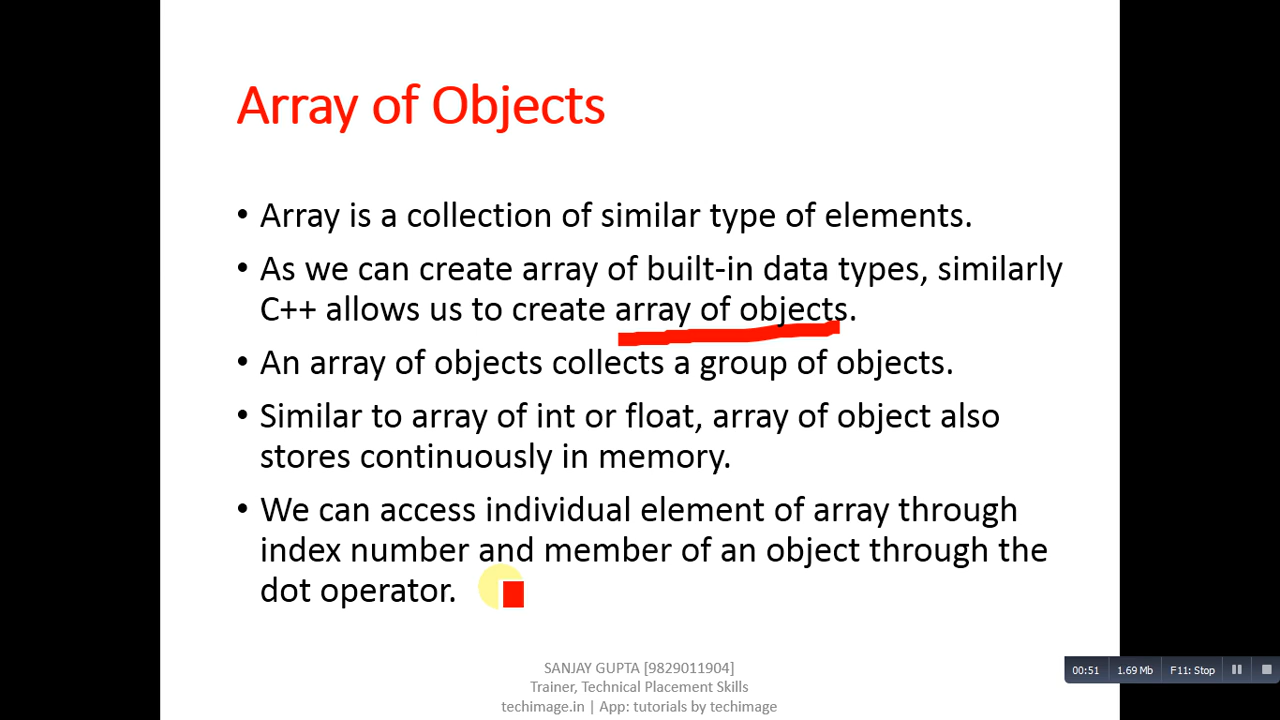 Array of Objects
• Array is a collection of similar type of elements.
• As we can create array of built-in data types, similarly
C++ allows us to create array of objects.
• An array of objects collects a group of objects.
• Similar to array of int or float, array of object also
stores continuously in memory.
• We can access individual element of array through
index number and member of an object through the
dot operator.
SANJAY GUPTA [9829011904]
Trainer, Technical Placement Skills
techimage.in | App: tutorials by techimage
00:51 1.69 Mb F11: Stop